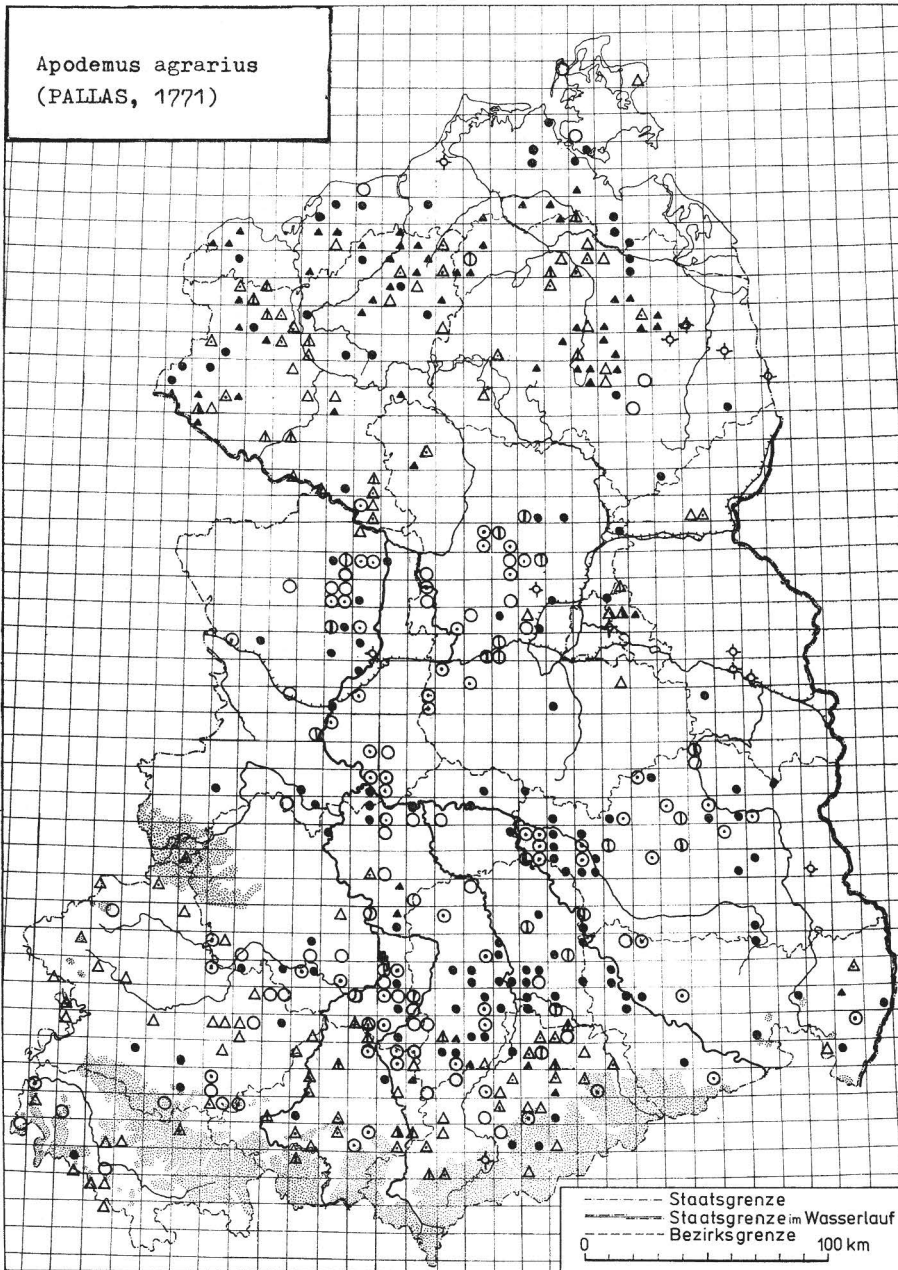 Apodemus agrarius
(PALLAS, 1771)
Staatsgrenze
Staatsgrenze im Wasserlauf
Bezirksgrenze
0 100 km